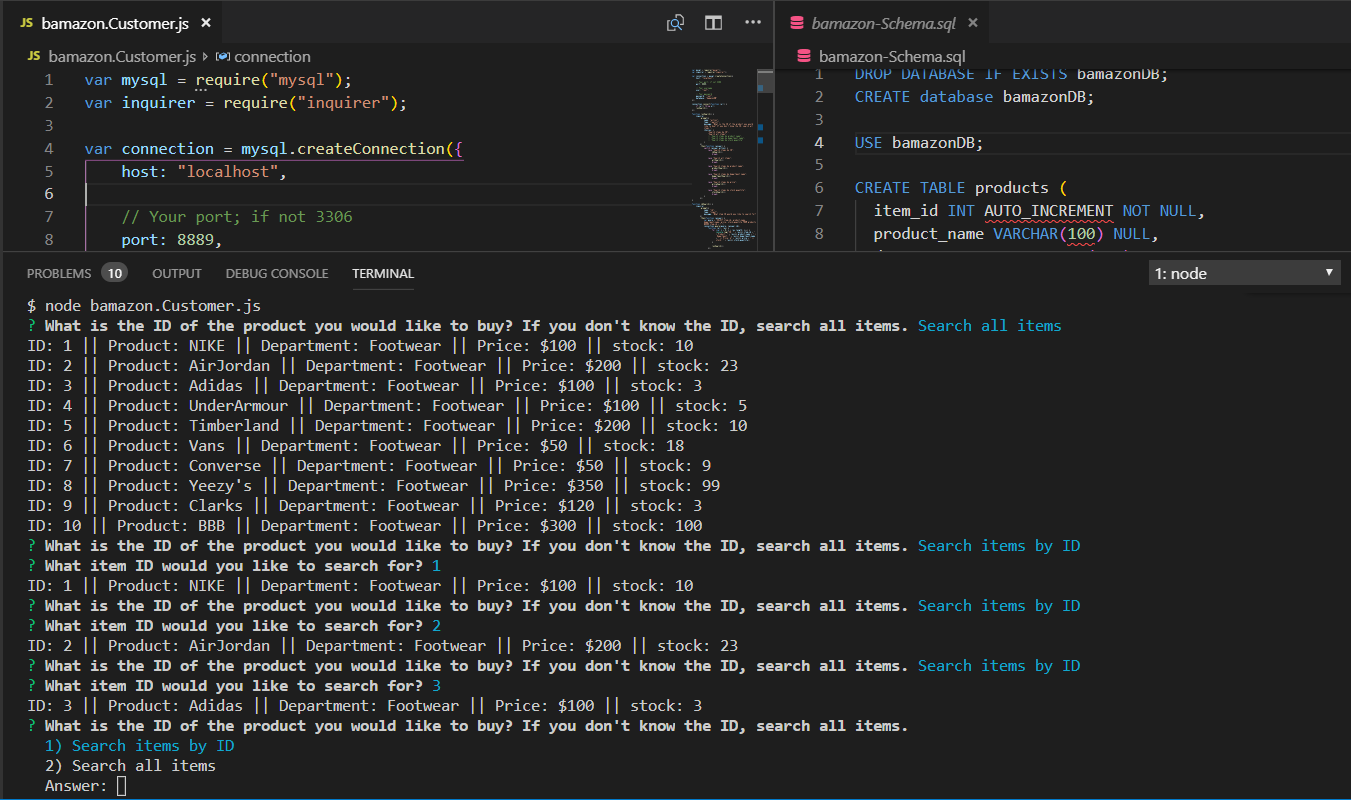 JS bamazon.Customer.js ×
JS bamazon.Customer.js > connection
1 var mysql = require("mysql");
2 var inquirer = require("inquirer");
3
4 var connection = mysql.createConnection({
5 host: "localhost",
6
7 // Your port; if not 3306
8 port: 8889,
bamazon-Schema.sql ×
bamazon-Schema.sql
1 DROP DATABASE IF EXISTS bamazonDB;
2 CREATE database bamazonDB;
3
4 USE bamazonDB;
5
6 CREATE TABLE products (
7 item_id INT AUTO_INCREMENT NOT NULL,
8 product_name VARCHAR(100) NULL,
PROBLEMS 10 OUTPUT DEBUG CONSOLE TERMINAL 1: node
$ node bamazon.Customer.js
? What is the ID of the product you would like to buy? If you don't know the ID, search all items. Search all items
ID: 1 || Product: NIKE || Department: Footwear || Price: $100 || stock: 10
ID: 2 || Product: AirJordan || Department: Footwear || Price: $200 || stock: 23
ID: 3 || Product: Adidas || Department: Footwear || Price: $100 || stock: 3
ID: 4 || Product: UnderArmour || Department: Footwear || Price: $100 || stock: 5
ID: 5 || Product: Timberland || Department: Footwear || Price: $200 || stock: 10
ID: 6 || Product: Vans || Department: Footwear || Price: $50 || stock: 18
ID: 7 || Product: Converse || Department: Footwear || Price: $50 || stock: 9
ID: 8 || Product: Yeezy's || Department: Footwear || Price: $350 || stock: 99
ID: 9 || Product: Clarks || Department: Footwear || Price: $120 || stock: 3
ID: 10 || Product: BBB || Department: Footwear || Price: $300 || stock: 100
? What is the ID of the product you would like to buy? If you don't know the ID, search all items. Search items by ID
? What item ID would you like to search for? 1
ID: 1 || Product: NIKE || Department: Footwear || Price: $100 || stock: 10
? What is the ID of the product you would like to buy? If you don't know the ID, search all items. Search items by ID
? What item ID would you like to search for? 2
ID: 2 || Product: AirJordan || Department: Footwear || Price: $200 || stock: 23
? What is the ID of the product you would like to buy? If you don't know the ID, search all items. Search items by ID
? What item ID would you like to search for? 3
ID: 3 || Product: Adidas || Department: Footwear || Price: $100 || stock: 3
? What is the ID of the product you would like to buy? If you don't know the ID, search all items.
1) Search items by ID
2) Search all items
Answer: